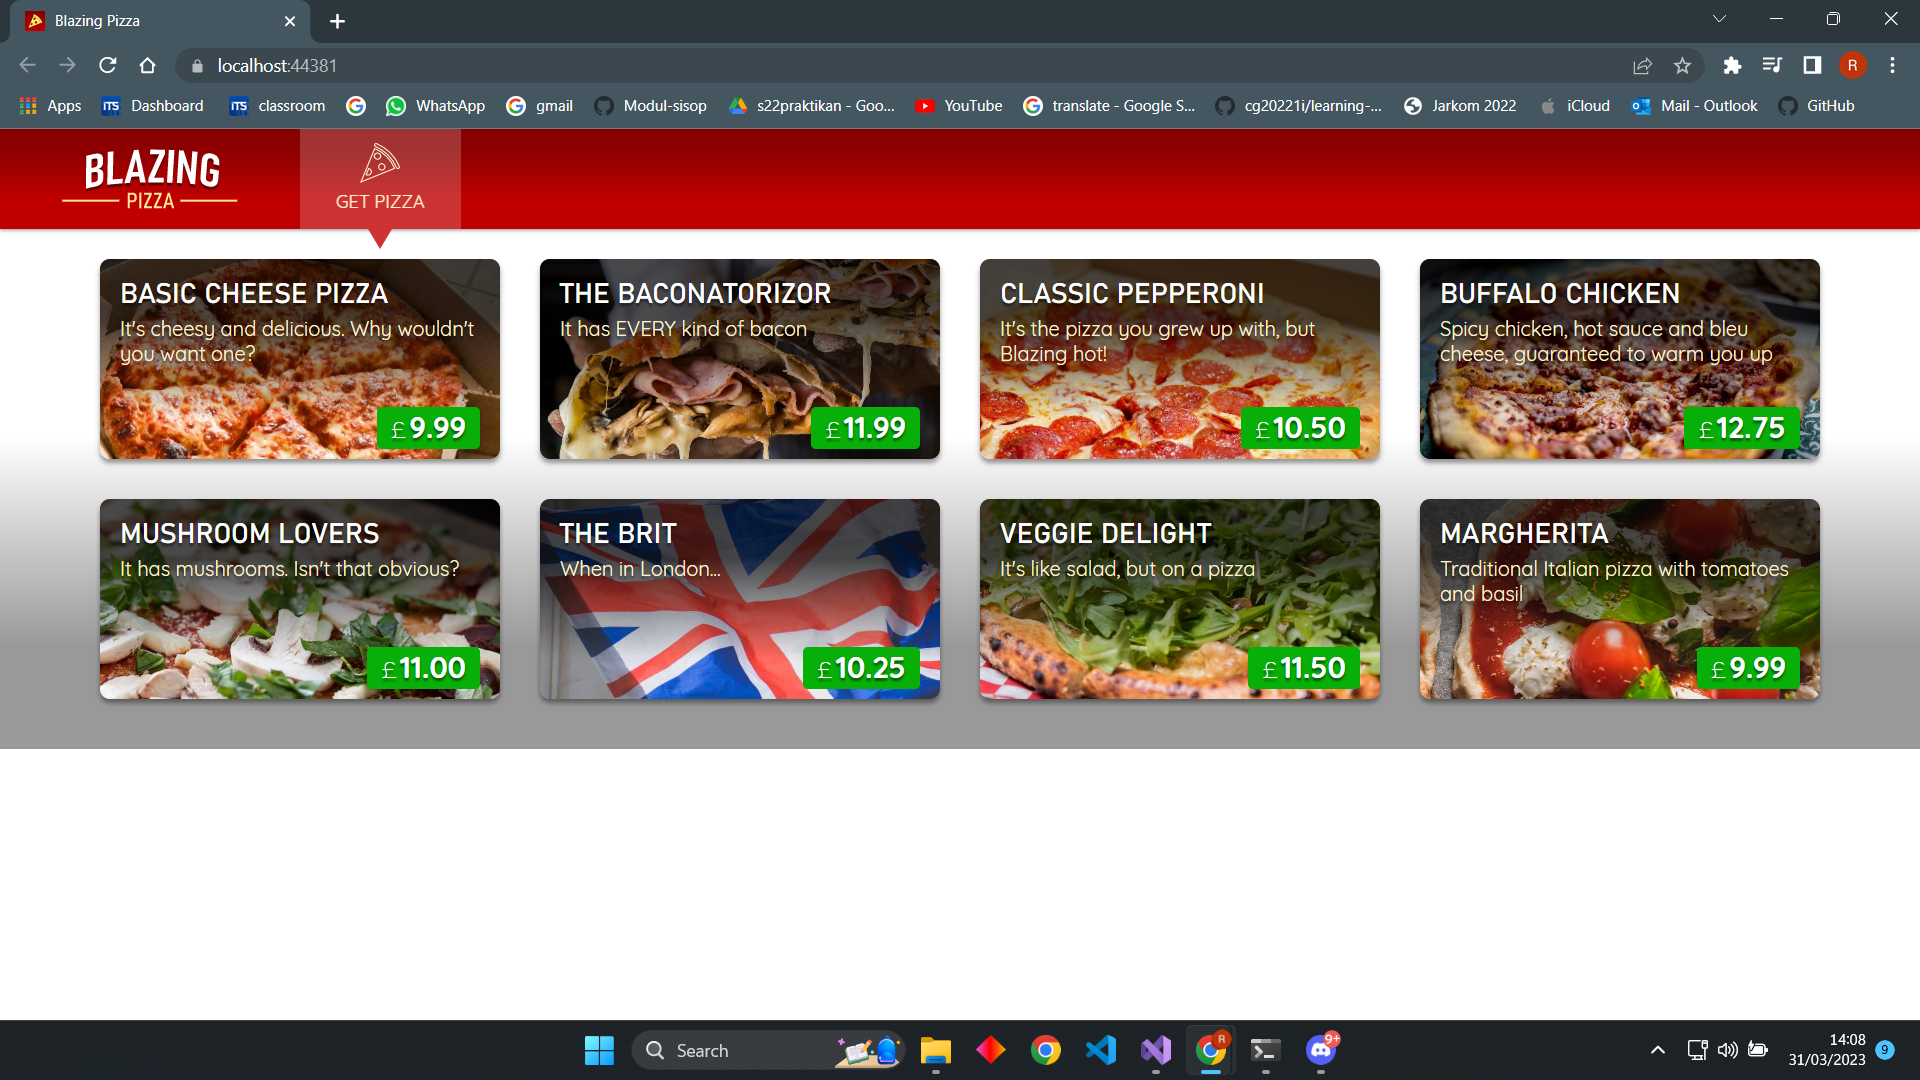 Blazing Pizza
localhost:44381
R
Apps
iTS Dashboard
iTS classroom
WhatsApp
gmail
Modul-sisop
s22praktikan - Goo...
YouTube
translate - Google S...
cg20221i/learning-...
Jarkom 2022
iCloud
Mail - Outlook
GitHub
BLAZING
PIZZA
GET PIZZA
BASIC CHEESE PIZZA
It's cheesy and delicious. Why wouldn't
you want one?
£9.99
THE BACONATORIZOR
It has EVERY kind of bacon
£11.99
CLASSIC PEPPERONI
It's the pizza you grew up with, but
Blazing hot!
£10.50
BUFFALO CHICKEN
Spicy chicken, hot sauce and bleu
cheese, guaranteed to warm you up
£12.75
MUSHROOM LOVERS
It has mushrooms. Isn't that obvious?
£11.00
THE BRIT
When in London...
£10.25
VEGGIE DELIGHT
It's like salad, but on a pizza
£11.50
MARGHERITA
Traditional Italian pizza with tomatoes
and basil
£9.99
Search
R
9+
14:08
31/03/2023
9